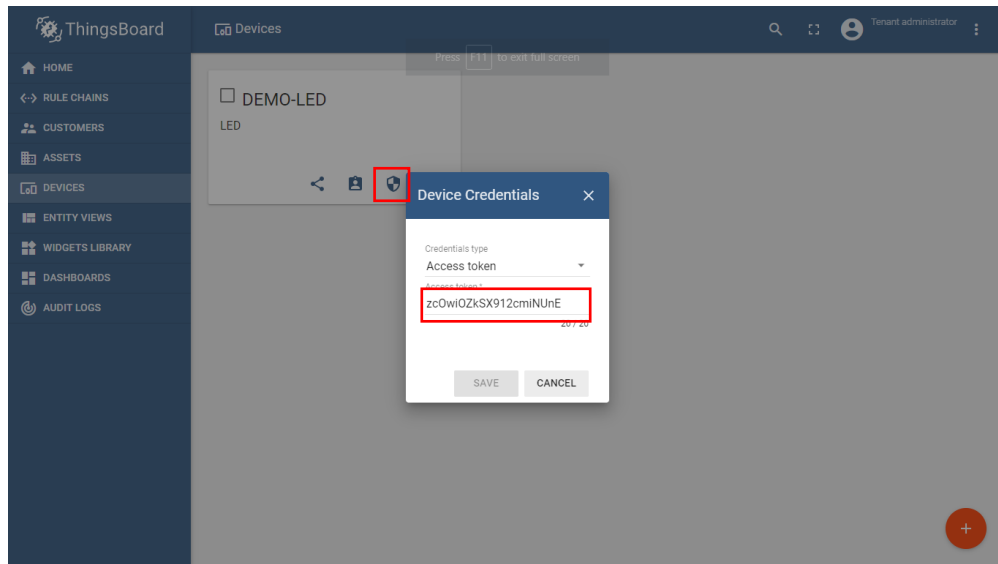 ThingsBoard
Devices
Tenant administrator
Press F11 to exit full screen
HOME
RULE CHAINS
CUSTOMERS
ASSETS
DEVICES
ENTITY VIEWS
WIDGETS LIBRARY
DASHBOARDS
AUDIT LOGS
DEMO-LED
LED
Device Credentials
Credentials type
Access token
Access token *
zcOwiOZkSX912cmiNUnE
20 / 20
SAVE
CANCEL